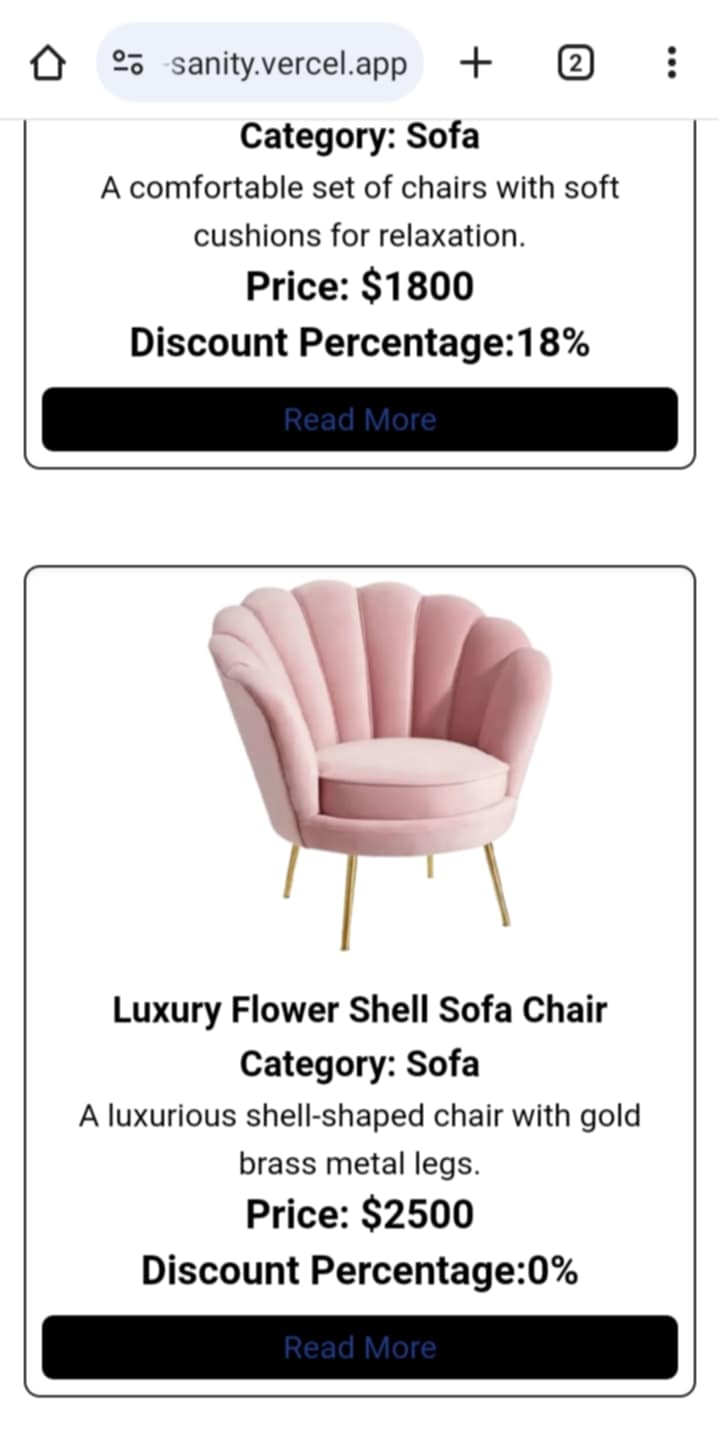 -sanity.vercel.app
2
Category: Sofa
A comfortable set of chairs with soft
cushions for relaxation.
Price: $1800
Discount Percentage:18%
Read More
Luxury Flower Shell Sofa Chair
Category: Sofa
A luxurious shell-shaped chair with gold
brass metal legs.
Price: $2500
Discount Percentage:0%
Read More